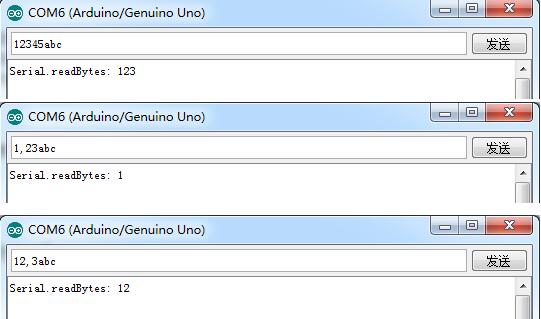 COM6 (Arduino/Genuino Uno)
12345abc 发送
Serial.readBytes: 123
COM6 (Arduino/Genuino Uno)
1,23abc 发送
Serial.readBytes: 1
COM6 (Arduino/Genuino Uno)
12,3abc 发送
Serial.readBytes: 12